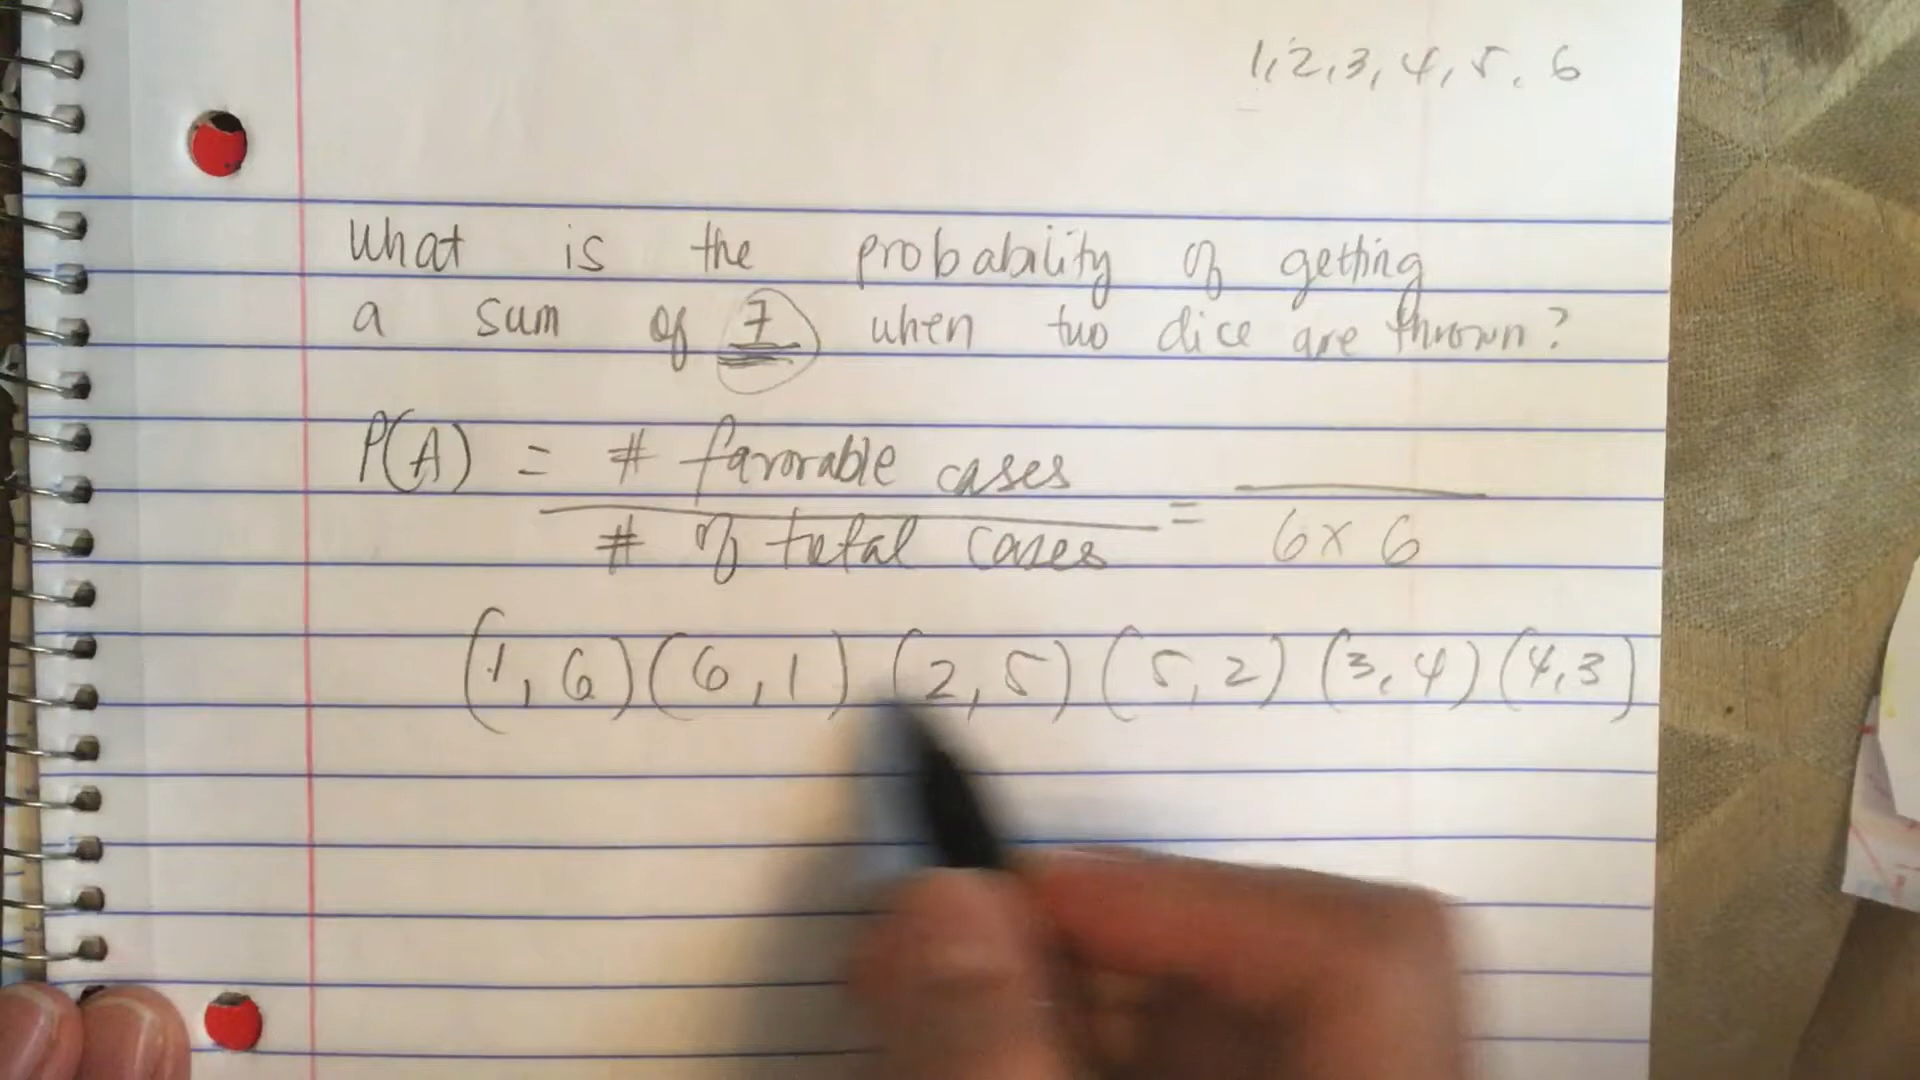 1, 2, 3, 4, 5, 6
What is the probability of getting
a sum of 7 when two dice are thrown?
P(A) = # favorable cases / # of total cases = ___ / 6 x 6
(1, 6) (6, 1) (2, 5) (5, 2) (3, 4) (4, 3)